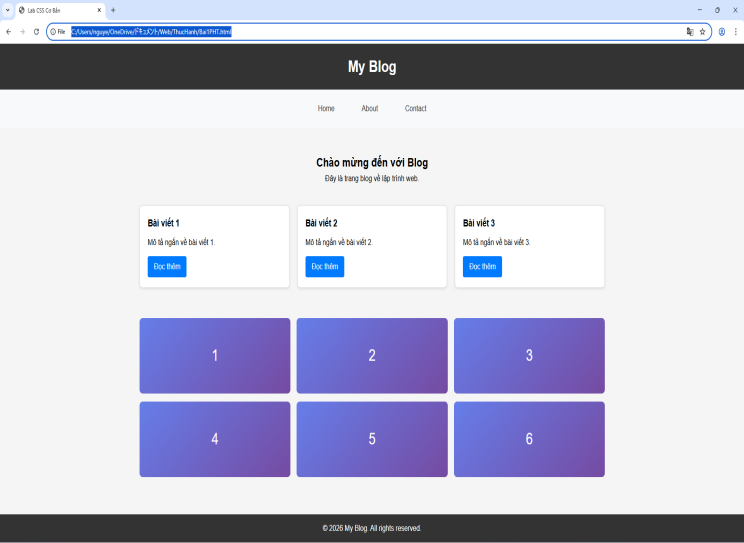 Lab CSS Cơ Bản
File C:/Users/nguye/OneDrive/ドキュメント/Web/ThucHanh/Bai1PHT.html
My Blog
Home About Contact
Chào mừng đến với Blog
Đây là trang blog về lập trình web.
Bài viết 1 Bài viết 2 Bài viết 3
Mô tả ngắn về bài viết 1. Mô tả ngắn về bài viết 2. Mô tả ngắn về bài viết 3.
Đọc thêm Đọc thêm Đọc thêm
1 2 3
4 5 6
© 2026 My Blog. All rights reserved.